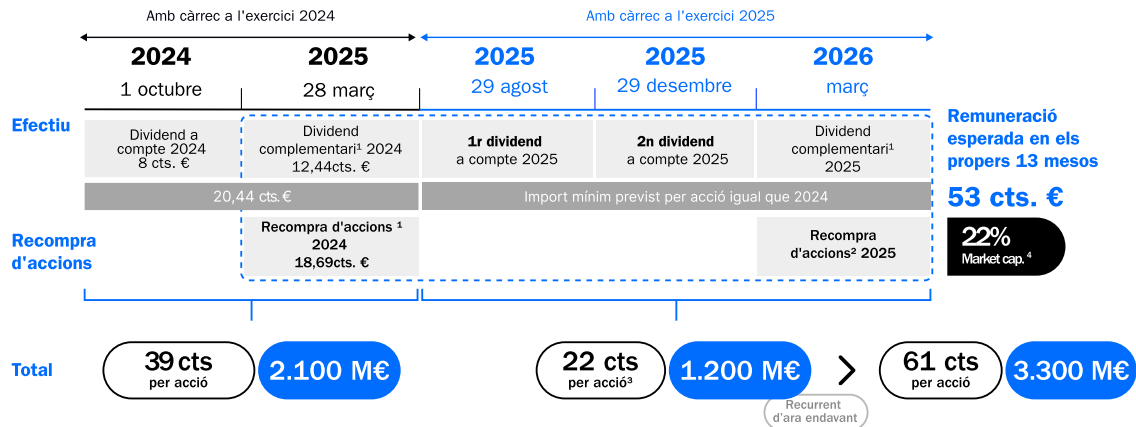 Amb càrrec a l'exercici 2024
Amb càrrec a l'exercici 2025
2024
1 octubre
2025
28 març
2025
29 agost
2025
29 desembre
2026
març
Efectiu
Dividend a
compte 2024
8 cts. €
Dividend
complementari¹ 2024
12,44cts. €
1r dividend
a compte 2025
2n dividend
a compte 2025
Dividend
complementari¹
2025
20,44 cts. €
Import mínim previst per acció igual que 2024
Recompra
d'accions
Recompra d'accions ¹
2024
18,69cts. €
Recompra
d'accions² 2025
Remuneració
esperada en els
propers 13 mesos
53 cts. €
22%
Market cap. ⁴
Total
39 cts
per acció
2.100 M€
22 cts
per acció³
1.200 M€
Recurrent
d'ara endavant
61 cts
per acció
3.300 M€